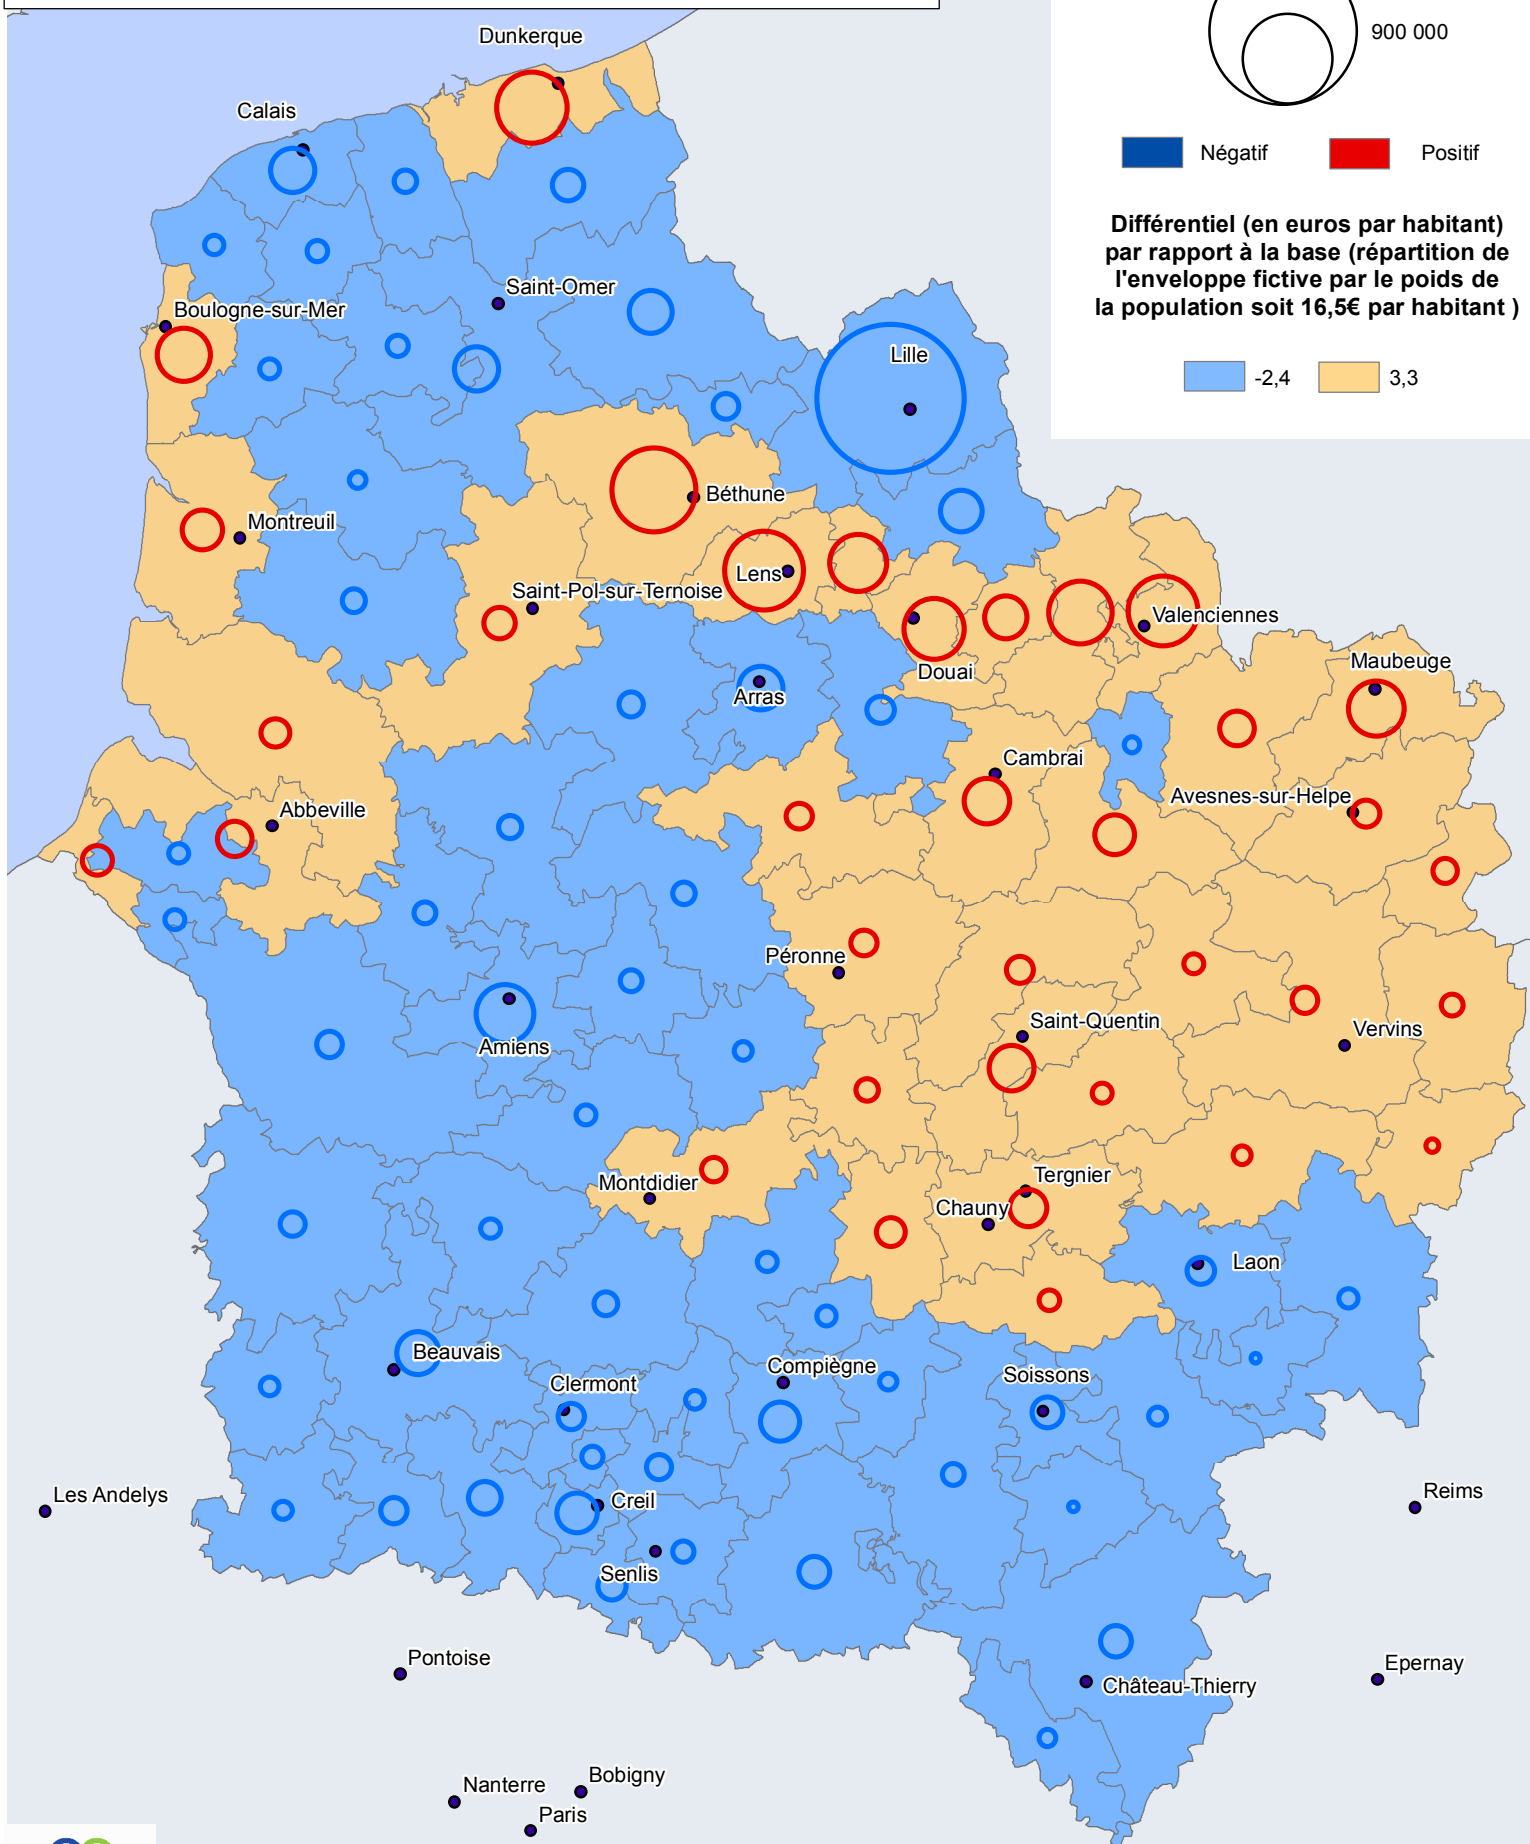 900 000
Négatif
Positif
Différentiel (en euros par habitant)
par rapport à la base (répartition de
l'enveloppe fictive par le poids de
la population soit 16,5€ par habitant )
-2,4
3,3
Dunkerque
Calais
Saint-Omer
Boulogne-sur-Mer
Lille
Béthune
Montreuil
Lens
Saint-Pol-sur-Ternoise
Valenciennes
Douai
Maubeuge
Arras
Cambrai
Avesnes-sur-Helpe
Abbeville
Péronne
Saint-Quentin
Vervins
Amiens
Montdidier
Tergnier
Chauny
Laon
Beauvais
Compiègne
Soissons
Clermont
Les Andelys
Creil
Reims
Senlis
Pontoise
Epernay
Château-Thierry
Nanterre
Bobigny
Paris